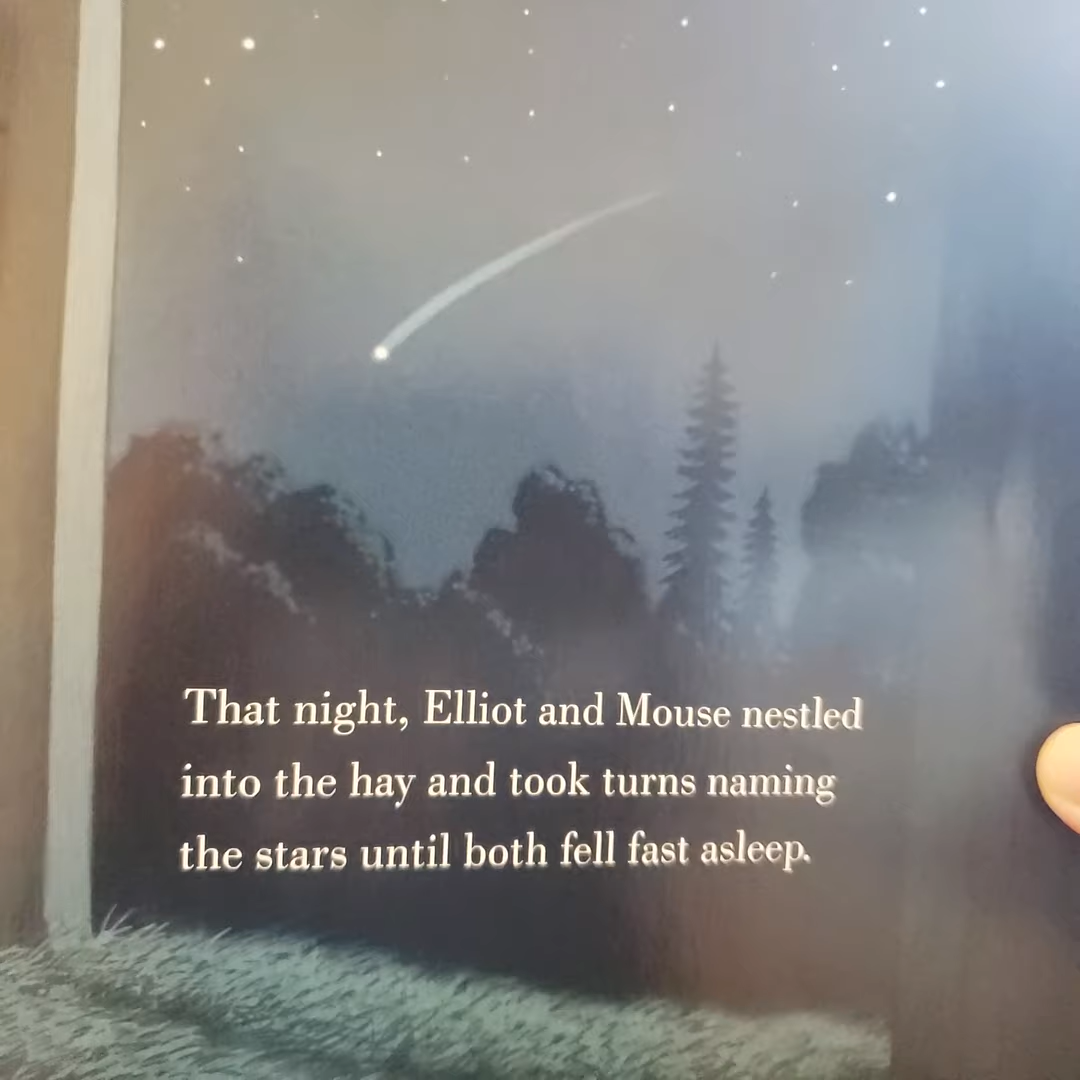 That night, Elliot and Mouse nestled
into the hay and took turns naming
the stars until both fell fast asleep.